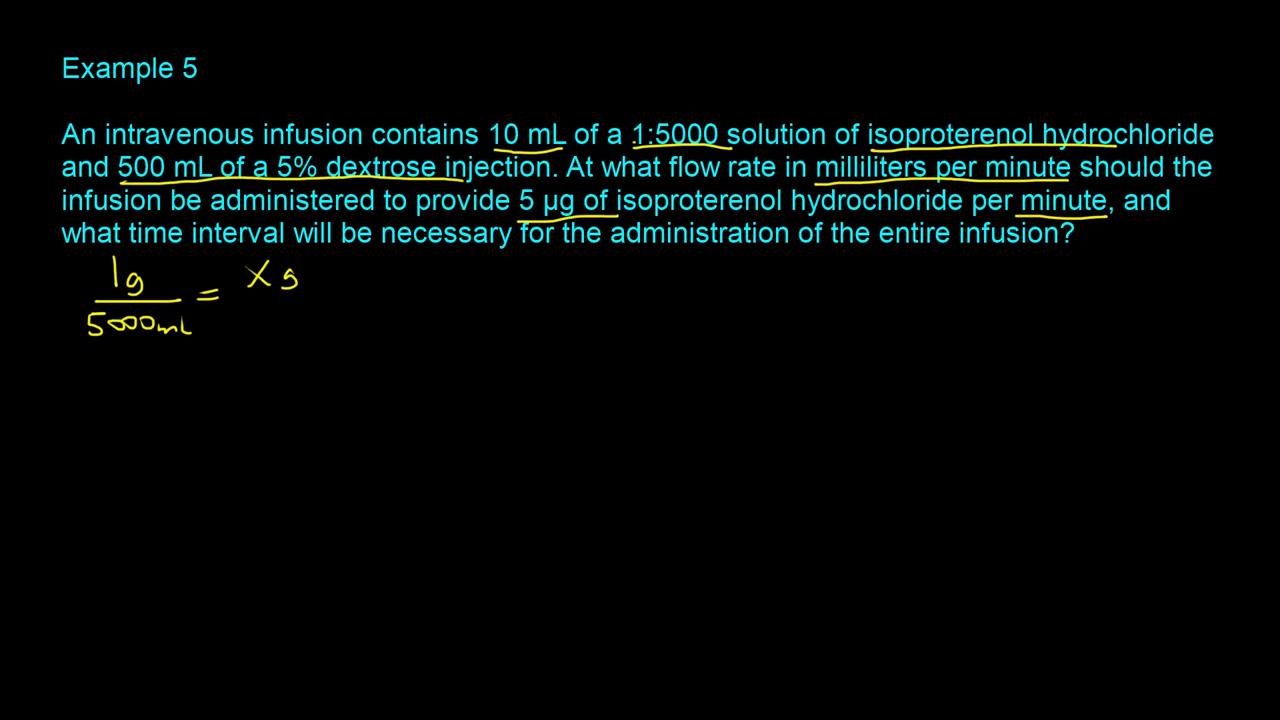 Example 5
An intravenous infusion contains 10 mL of a 1:5000 solution of isoproterenol hydrochloride
and 500 mL of a 5% dextrose injection. At what flow rate in milliliters per minute should the
infusion be administered to provide 5 µg of isoproterenol hydrochloride per minute, and
what time interval will be necessary for the administration of the entire infusion?
1g = X g
5000mL